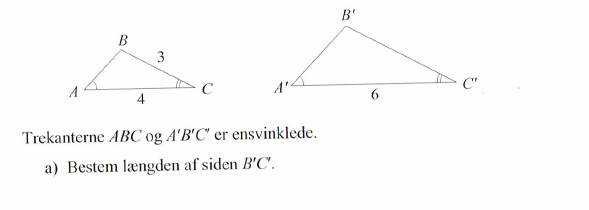 B'
B
3
A
C
A'
C'
4
6
Trekanterne ABC og A'B'C' er ensvinklede.
a) Bestem længden af siden B'C'.